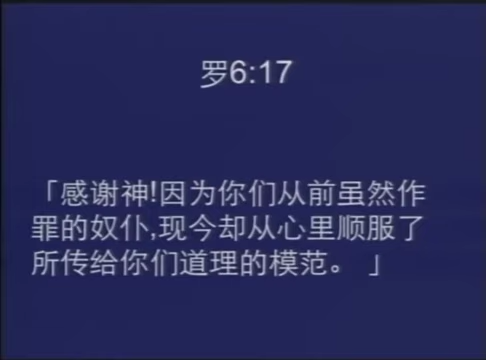 罗6:17
「感谢神!因为你们从前虽然作
罪的奴仆,现今却从心里顺服了
所传给你们道理的模范。」